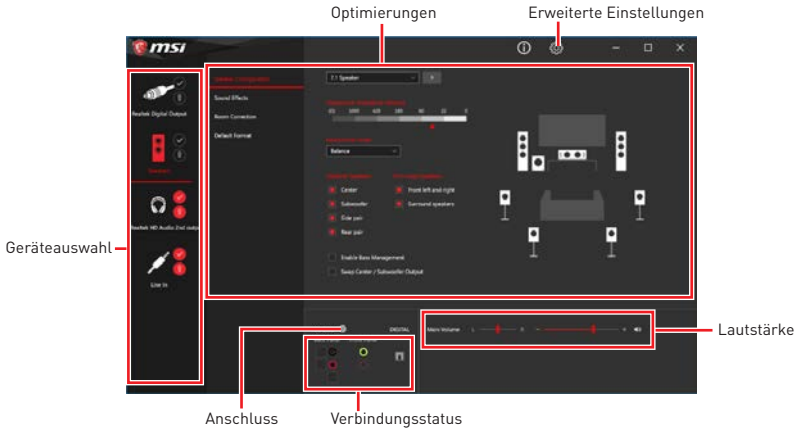 Optimierungen
Erweiterte Einstellungen
msi
Realtek Digital Output
Speakers
Realtek HD Audio 2nd output
Line In
Speaker Configuration
Sound Effects
Room Correction
Default Format
7.1 Speaker
Balance
Center
Subwoofer
Side pair
Rear pair
Front left and right
Surround speakers
Enable Bass Management
Swap Center / Subwoofer Output
Geräteauswahl
DIGITAL
Main Volume
L
R
Lautstärke
Anschluss
Verbindungsstatus